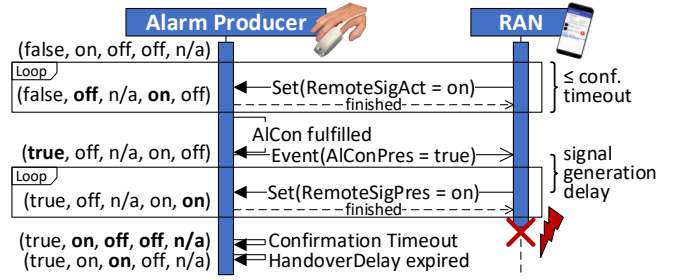 Alarm Producer RAN
(false, on, off, off, n/a)
Loop
(false, off, n/a, on, off) Set(RemoteSigAct = on)
finished
≤ conf.
timeout
AlCon fulfilled
(true, off, n/a, on, off) Event(AlConPres = true)
Loop
(true, off, n/a, on, on) Set(RemoteSigPres = on)
finished
signal
generation
delay
(true, on, off, off, n/a) Confirmation Timeout
(true, on, on, off, n/a) HandoverDelay expired